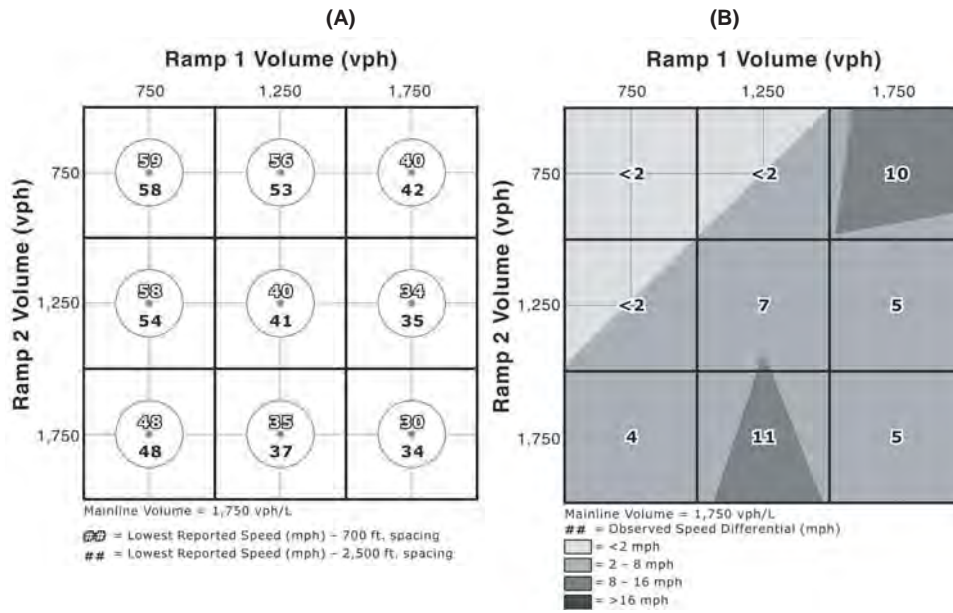 (A)
Ramp 1 Volume (vph)
750 1,250 1,750
Ramp 2 Volume (vph)
750
59 56 40
58 53 42
1,250
58 40 34
54 41 35
1,750
48 35 30
48 37 34
Mainline Volume = 1,750 vph/L
## = Lowest Reported Speed (mph) – 700 ft. spacing
## = Lowest Reported Speed (mph) – 2,500 ft. spacing
(B)
Ramp 1 Volume (vph)
750 1,250 1,750
Ramp 2 Volume (vph)
750 <2 <2 10
1,250 <2 7 5
1,750 4 11 5
Mainline Volume = 1,750 vph/L
## = Observed Speed Differential (mph)
= <2 mph
= 2 – 8 mph
= 8 – 16 mph
= >16 mph